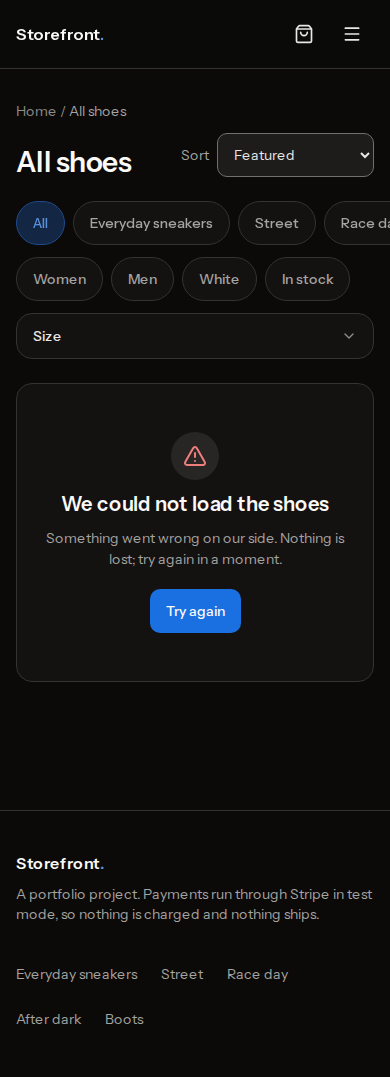 Storefront.
Home / All shoes
All shoes
Sort
Featured
All
Everyday sneakers
Street
Race da
Women
Men
White
In stock
Size
We could not load the shoes
Something went wrong on our side. Nothing is
lost; try again in a moment.
Try again
Storefront.
A portfolio project. Payments run through Stripe in test
mode, so nothing is charged and nothing ships.
Everyday sneakers
Street
Race day
After dark
Boots